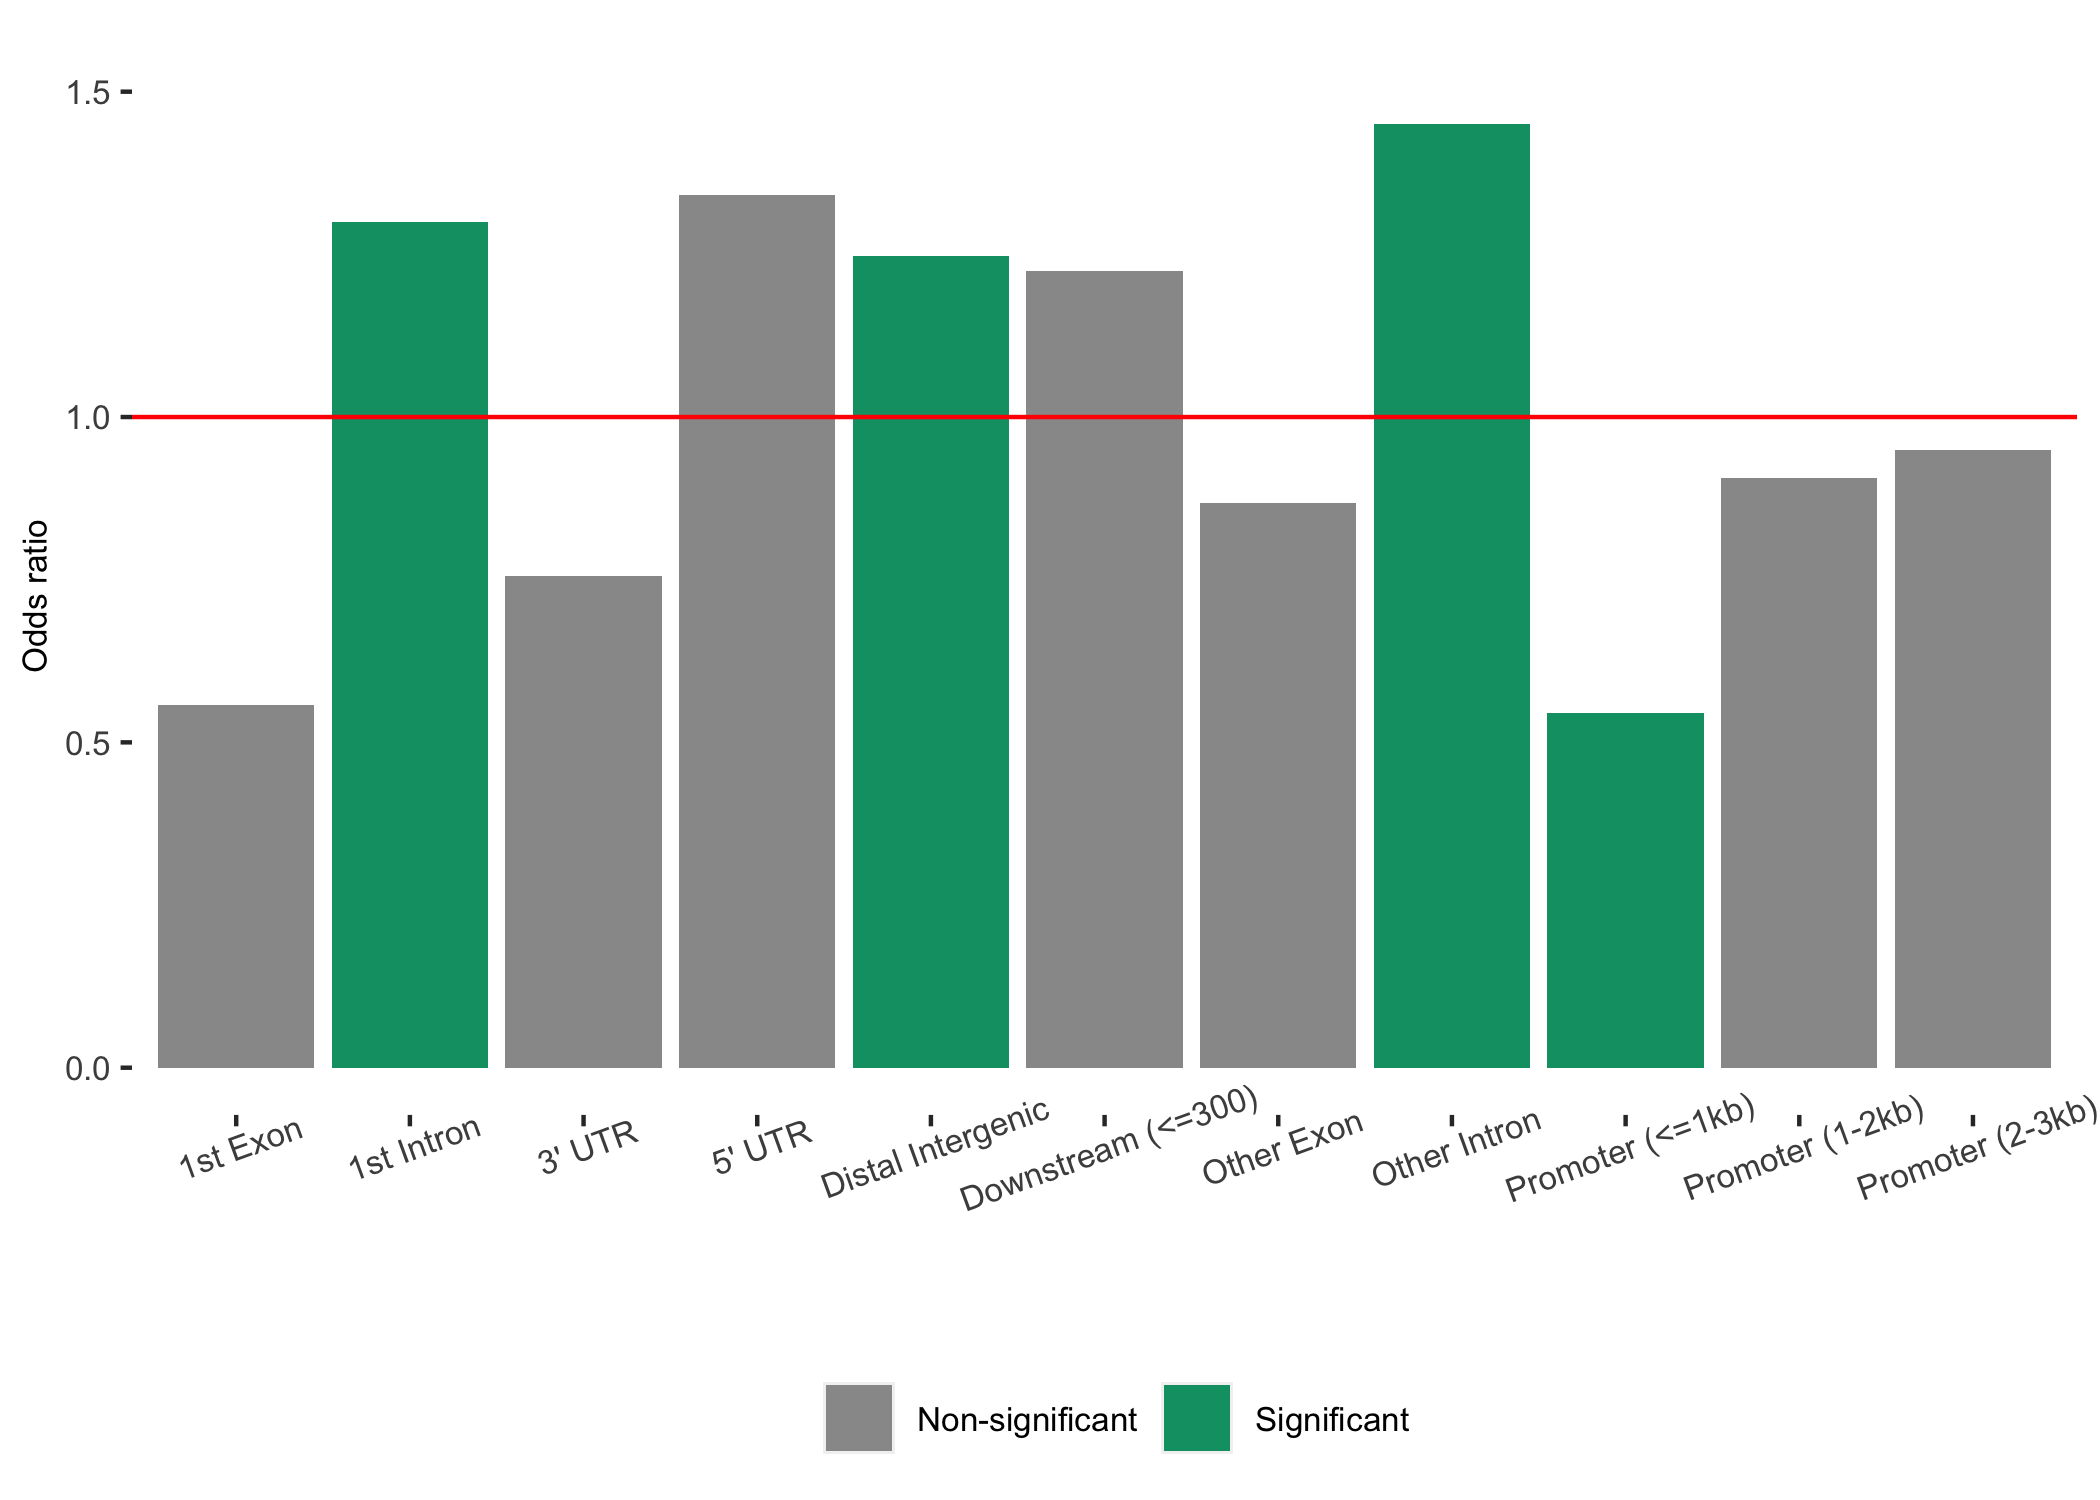 1.5
1.0
0.5
0.0
Odds ratio
1st Exon
1st Intron
3' UTR
5' UTR
Distal Intergenic
Downstream (<=300)
Other Exon
Other Intron
Promoter (<=1kb)
Promoter (1-2kb)
Promoter (2-3kb)
Non-significant
Significant